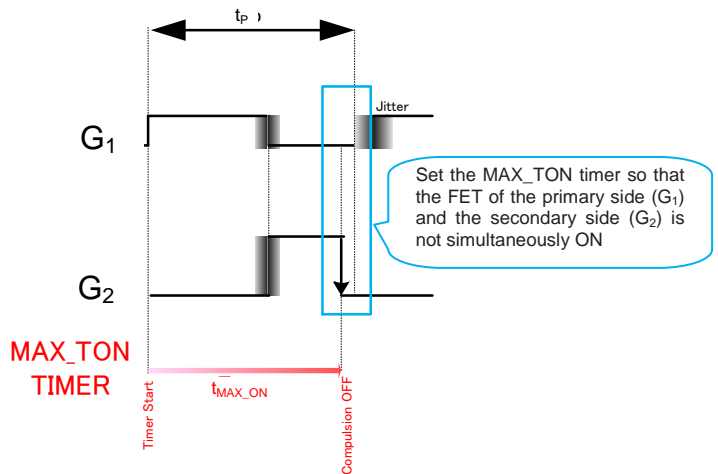 tP
Jitter
G1
Set the MAX_TON timer so that
the FET of the primary side (G1)
and the secondary side (G2) is
not simultaneously ON
G2
MAX_TON
TIMER
Timer Start
tMAX_ON
Compulsion OFF